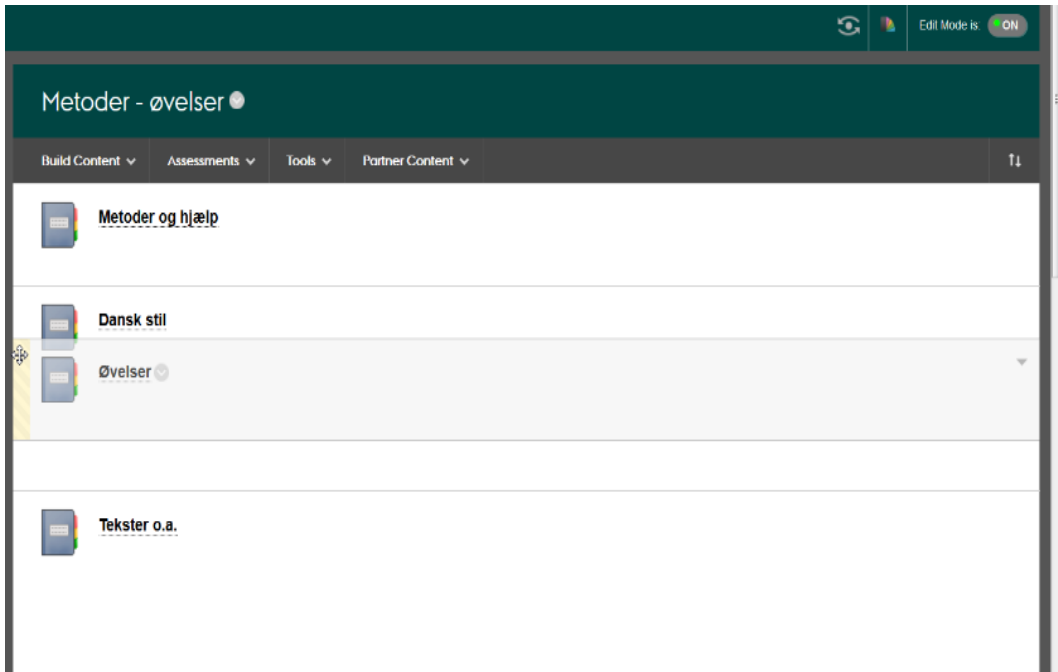 Edit Mode is: ON
Metoder - øvelser
Build Content Assessments Tools Partner Content
Metoder og hjælp
Dansk stil
Øvelser
Tekster o.a.